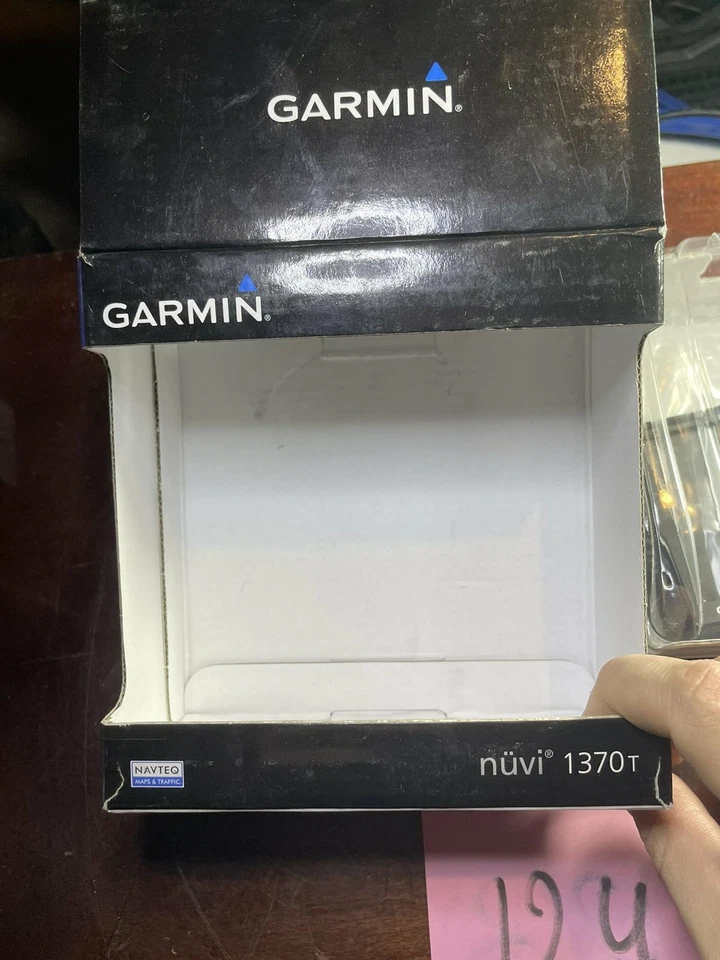 GARMIN®
GARMIN®
NAVTEQ
MAPS & TRAFFIC.
nüvi® 1370T
124